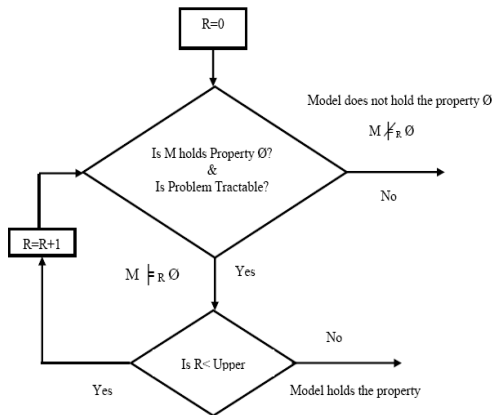 R=0
Model does not hold the property Ø
M ⊭R Ø
Is M holds Property Ø?
&
Is Problem Tractable?
No
R=R+1
M ⊨R Ø
Yes
No
Is R< Upper
Yes
Model holds the property